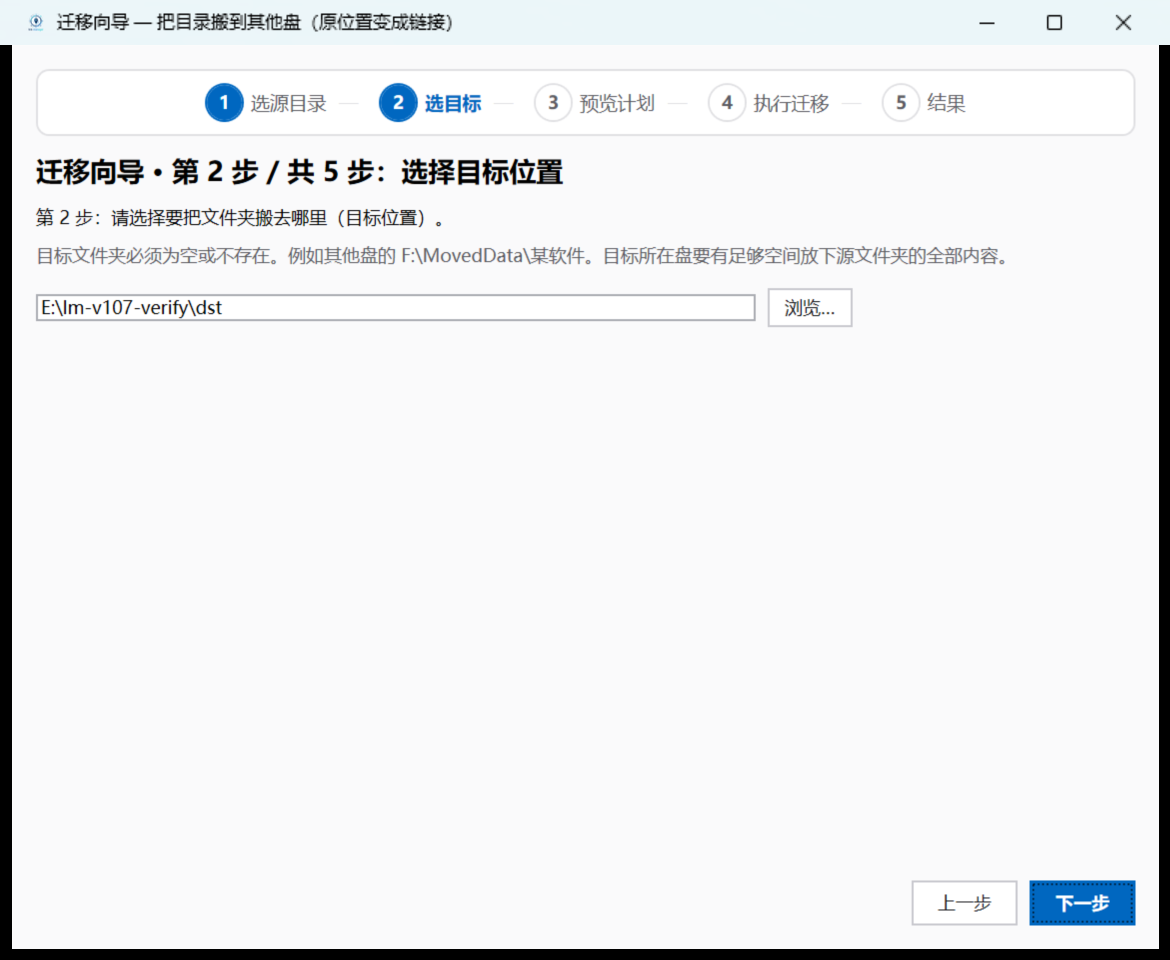 迁移向导 — 把目录搬到其他盘（原位置变成链接）
1 选源目录 — 2 选目标 — 3 预览计划 — 4 执行迁移 — 5 结果
迁移向导 • 第 2 步 / 共 5 步：选择目标位置
第 2 步：请选择要把文件夹搬去哪里（目标位置）。
目标文件夹必须为空或不存在。例如其他盘的 F:\MovedData\某软件。目标所在盘要有足够空间放下源文件夹的全部内容。
E:\lm-v107-verify\dst 浏览...
上一步 下一步